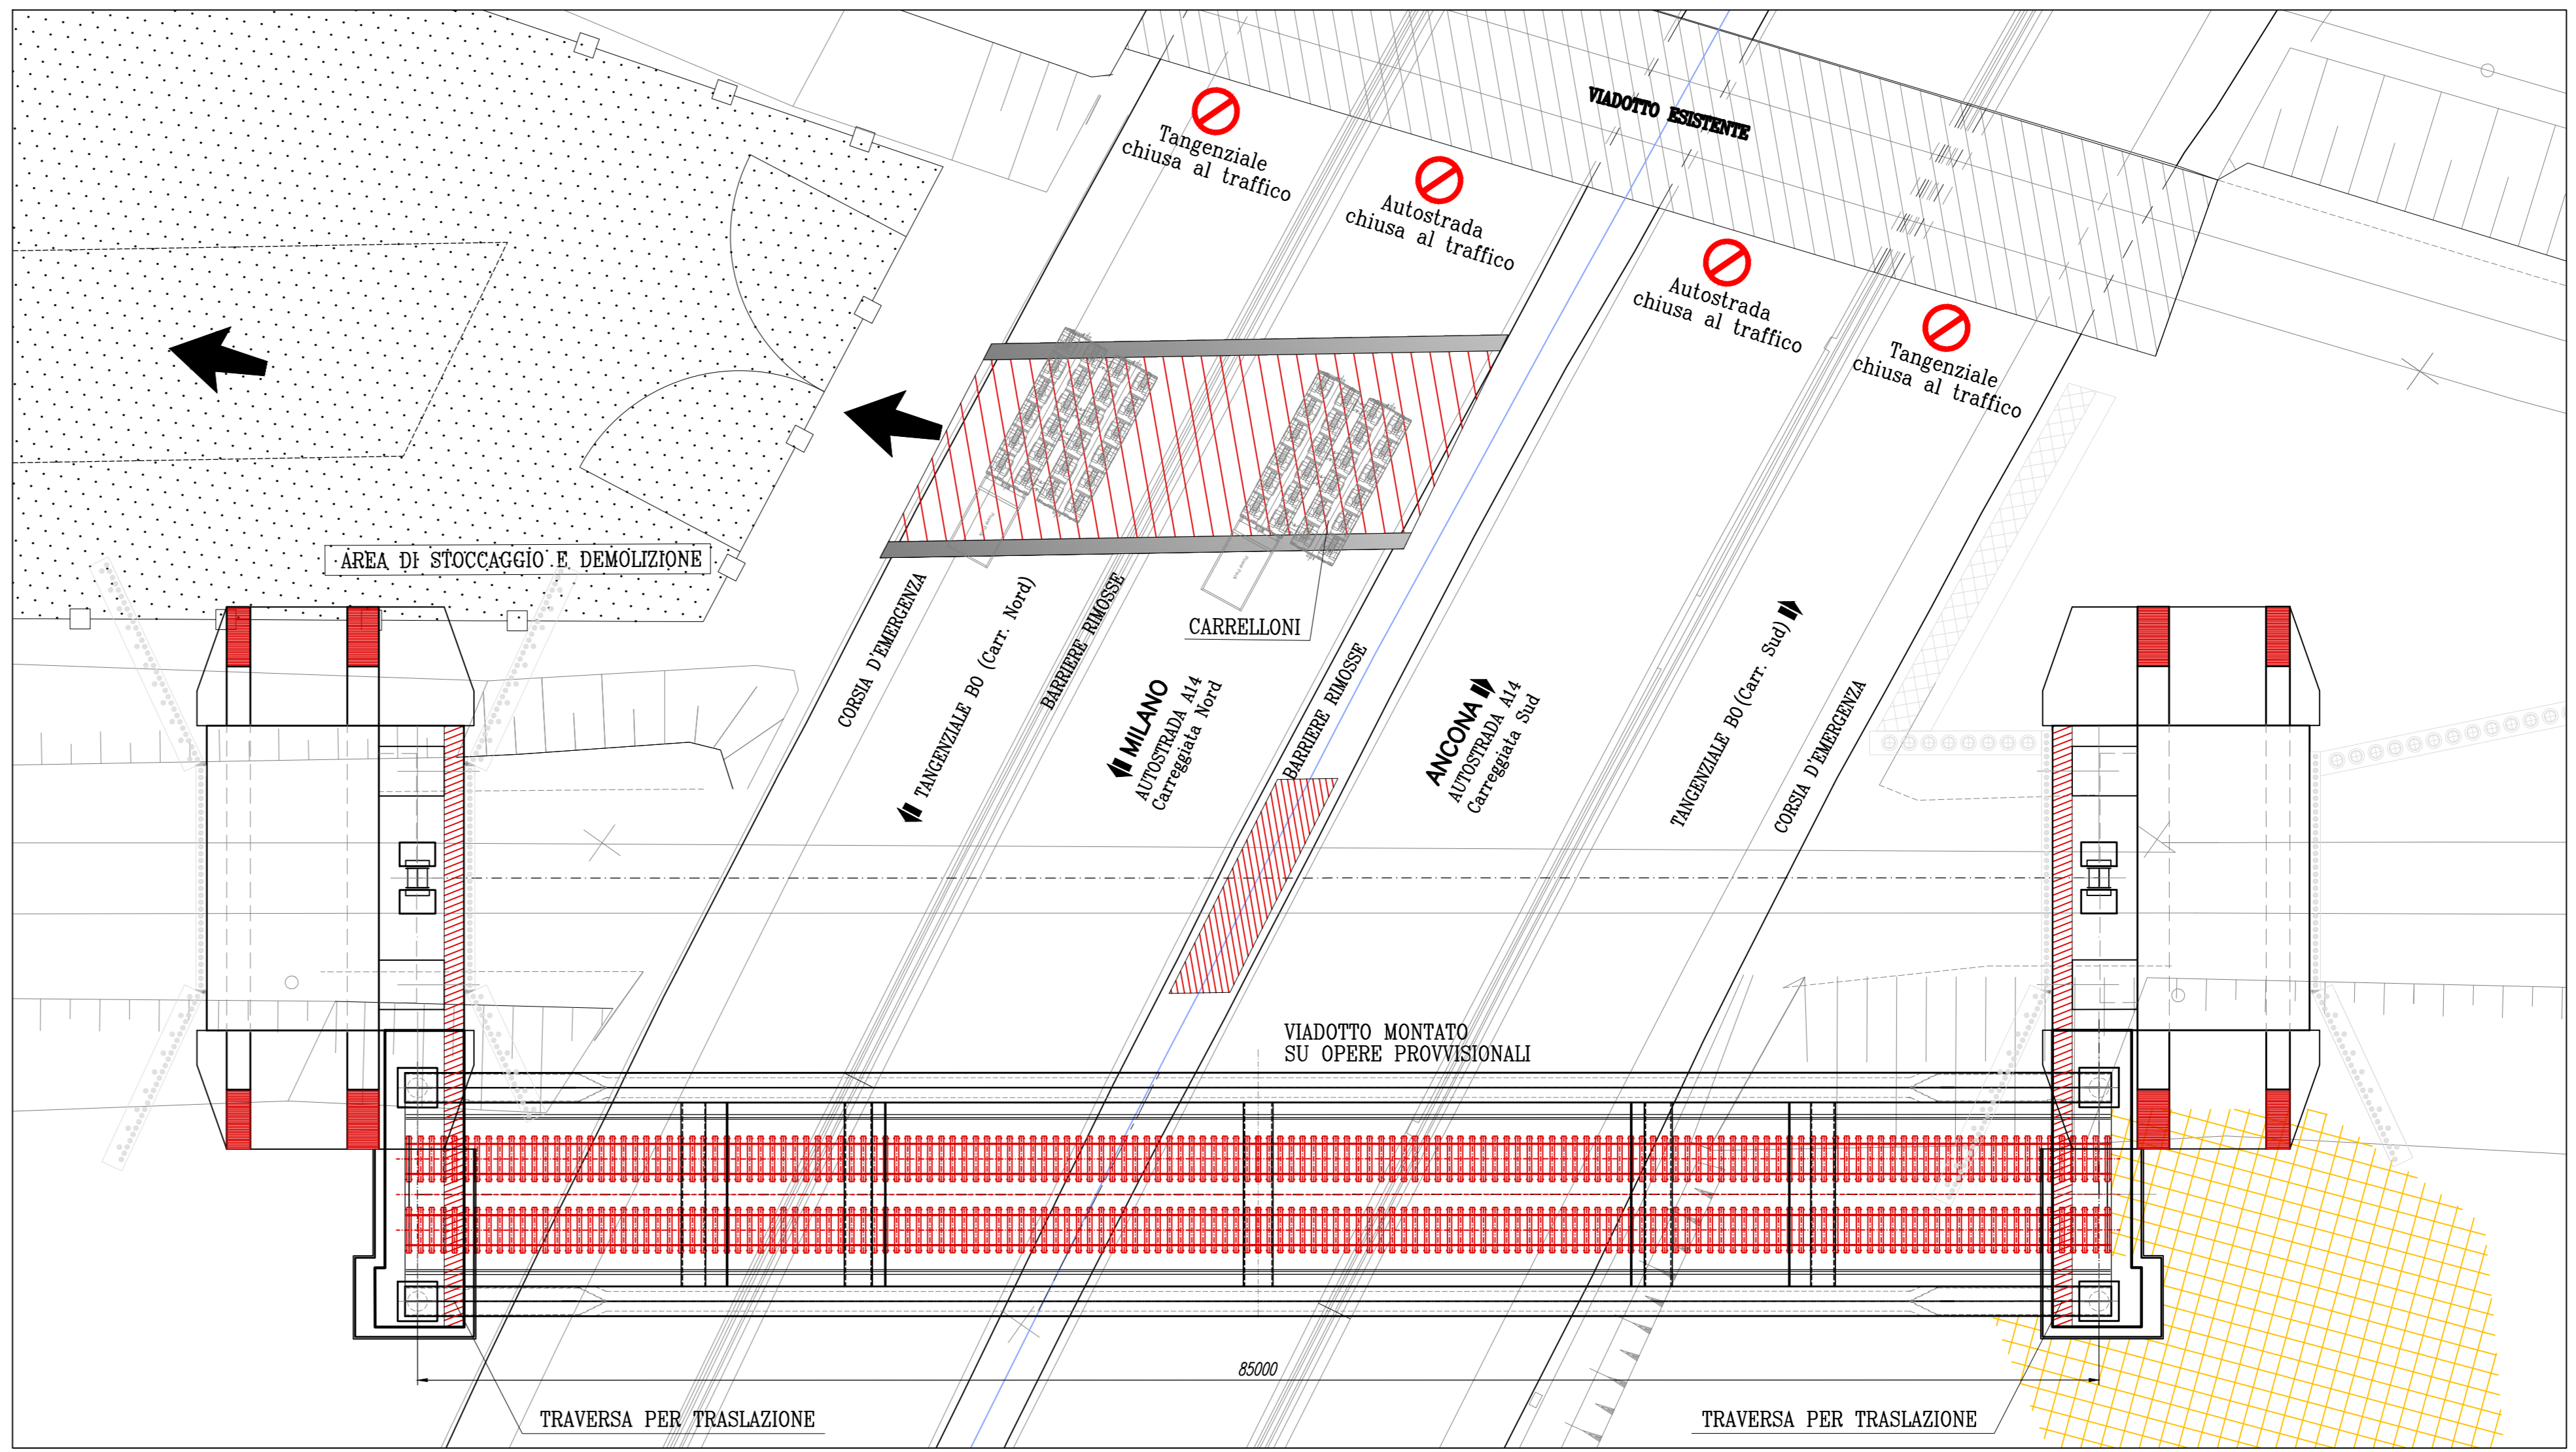 VIADOTTO ESISTENTE
Tangenziale
chiusa al traffico
Autostrada
chiusa al traffico
Autostrada
chiusa al traffico
Tangenziale
chiusa al traffico
AREA DI STOCCAGGIO E DEMOLIZIONE
CARRELLONI
CORSIA D'EMERGENZA
TANGENZIALE BO (Carr. Nord)
BARRIERE RIMOSSE
MILANO
AUTOSTRADA A14
Carreggiata Nord
BARRIERE RIMOSSE
ANCONA
AUTOSTRADA A14
Carreggiata Sud
TANGENZIALE BO (Carr. Sud)
CORSIA D'EMERGENZA
VIADOTTO MONTATO
SU OPERE PROVVISIONALI
85000
TRAVERSA PER TRASLAZIONE
TRAVERSA PER TRASLAZIONE